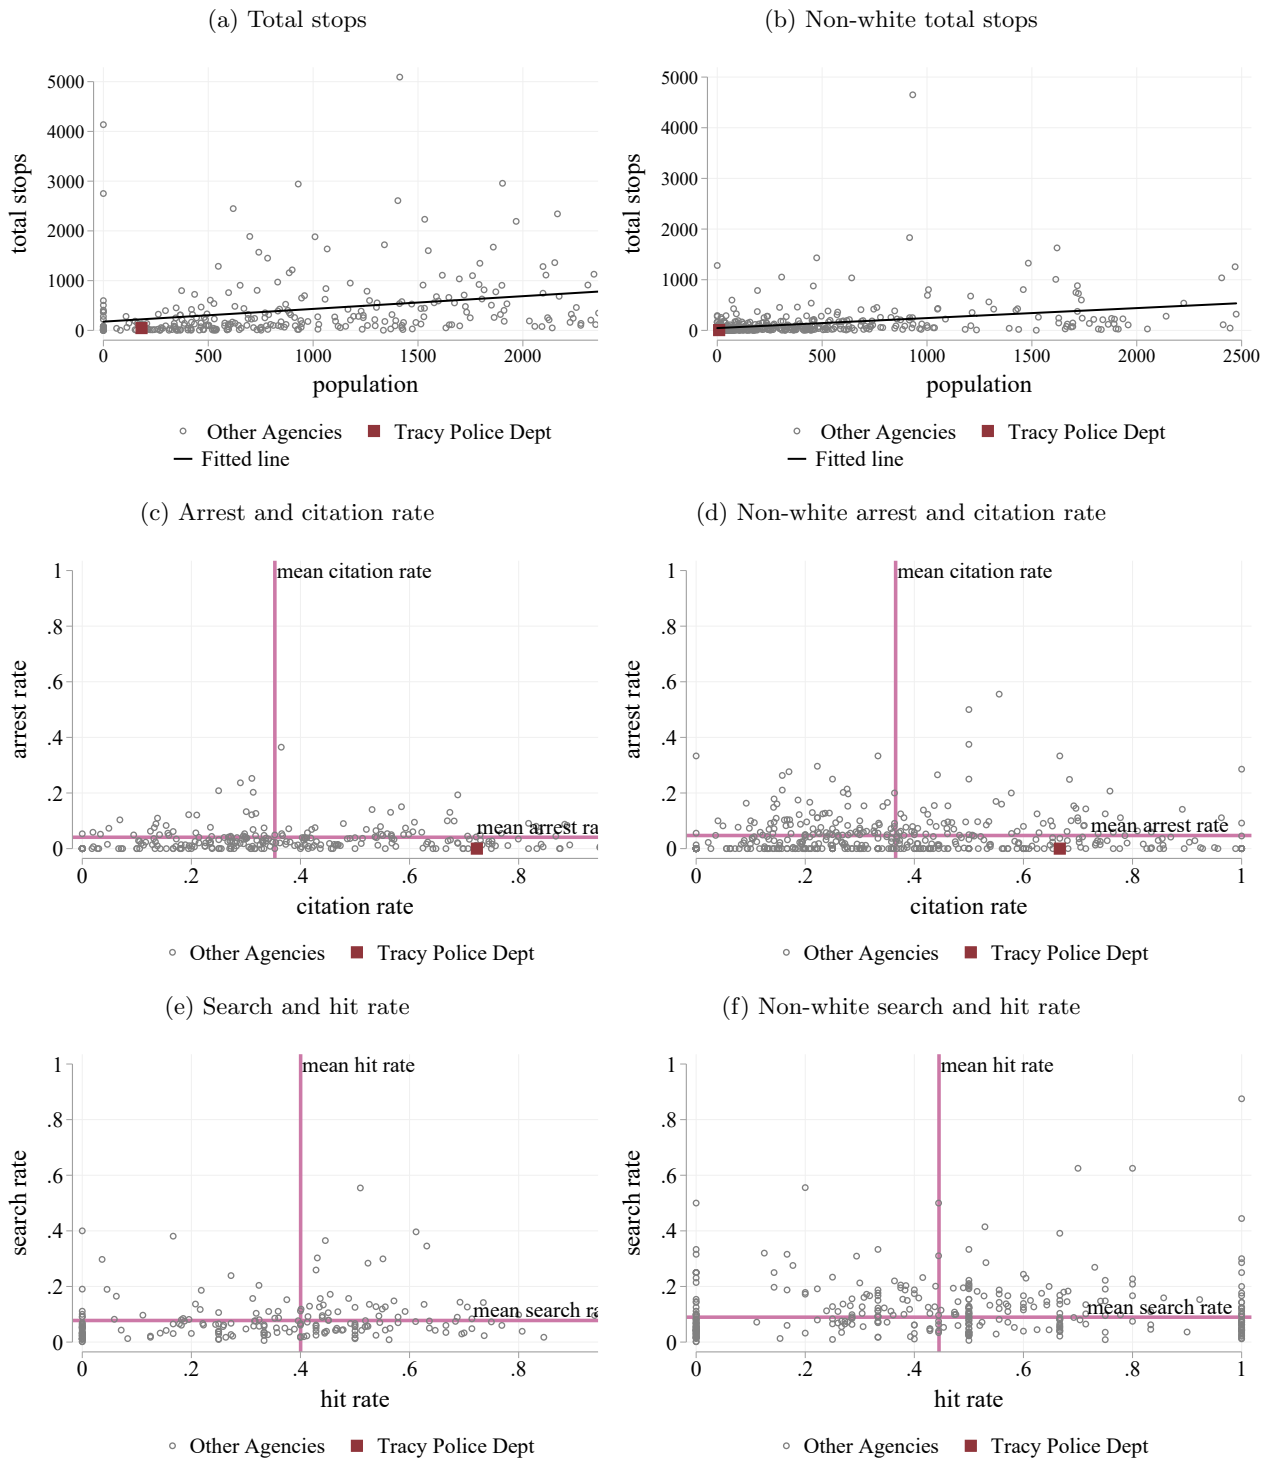 (a) Total stops
total stops
5000
4000
3000
2000
1000
0
0 500 1000 1500 2000
population
Other Agencies Tracy Police Dept
Fitted line
(b) Non-white total stops
total stops
5000
4000
3000
2000
1000
0
0 500 1000 1500 2000 2500
population
Other Agencies Tracy Police Dept
Fitted line
(c) Arrest and citation rate
mean citation rate
arrest rate
1
.8
.6
.4
.2
0
mean arrest ra
0 .2 .4 .6 .8
citation rate
Other Agencies Tracy Police Dept
(d) Non-white arrest and citation rate
mean citation rate
arrest rate
1
.8
.6
.4
.2
0
mean arrest rate
0 .2 .4 .6 .8 1
citation rate
Other Agencies Tracy Police Dept
(e) Search and hit rate
mean hit rate
search rate
1
.8
.6
.4
.2
0
mean search ra
0 .2 .4 .6 .8
hit rate
Other Agencies Tracy Police Dept
(f) Non-white search and hit rate
mean hit rate
search rate
1
.8
.6
.4
.2
0
mean search rate
0 .2 .4 .6 .8 1
hit rate
Other Agencies Tracy Police Dept